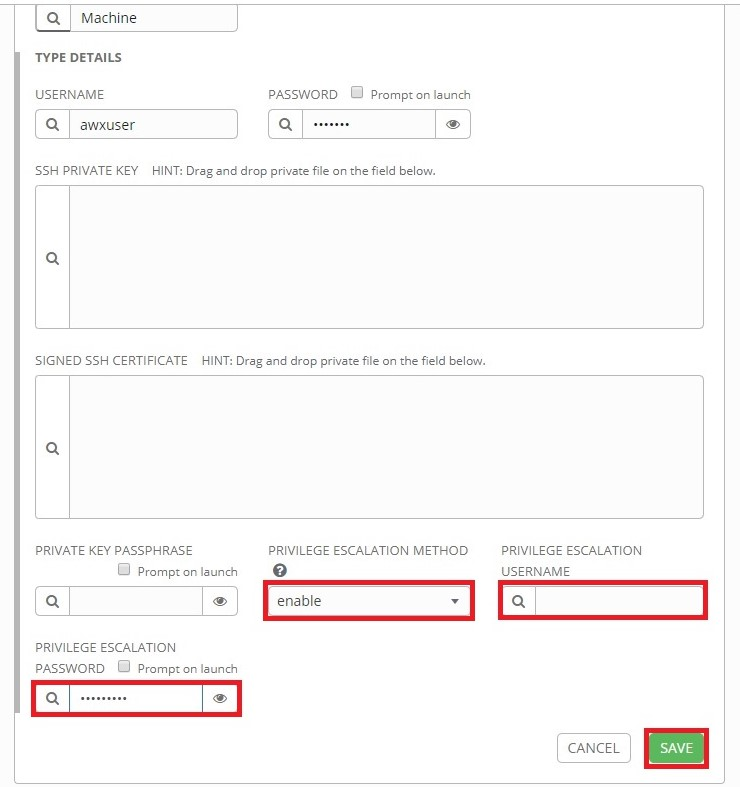 Machine
TYPE DETAILS
USERNAME
PASSWORD Prompt on launch
awxuser
•••••••
SSH PRIVATE KEY HINT: Drag and drop private file on the field below.
SIGNED SSH CERTIFICATE HINT: Drag and drop private file on the field below.
PRIVATE KEY PASSPHRASE
Prompt on launch
PRIVILEGE ESCALATION METHOD
?
enable
PRIVILEGE ESCALATION
USERNAME
PRIVILEGE ESCALATION
PASSWORD Prompt on launch
•••••••••
CANCEL
SAVE